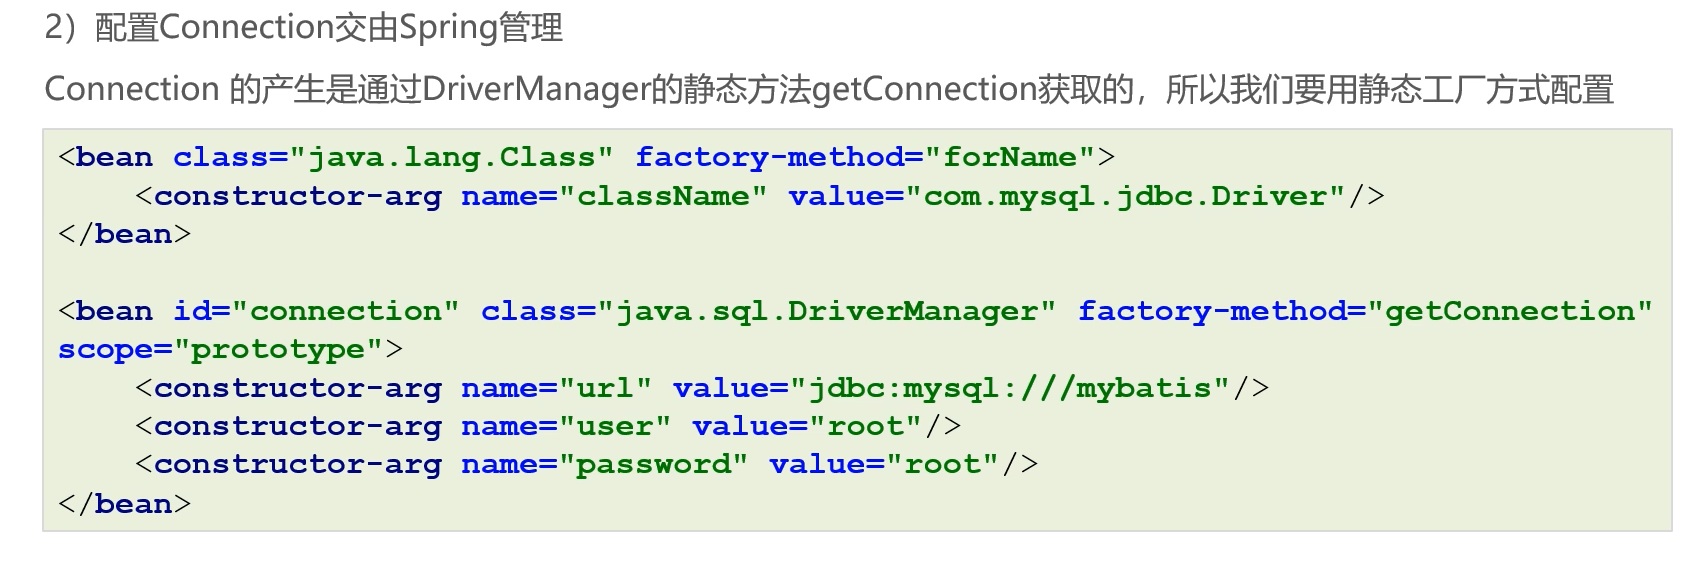 2）配置Connection交由Spring管理
Connection 的产生是通过DriverManager的静态方法getConnection获取的，所以我们要用静态工厂方式配置
<bean class="java.lang.Class" factory-method="forName">
    <constructor-arg name="className" value="com.mysql.jdbc.Driver"/>
</bean>
<bean id="connection" class="java.sql.DriverManager" factory-method="getConnection"
scope="prototype">
    <constructor-arg name="url" value="jdbc:mysql:///mybatis"/>
    <constructor-arg name="user" value="root"/>
    <constructor-arg name="password" value="root"/>
</bean>